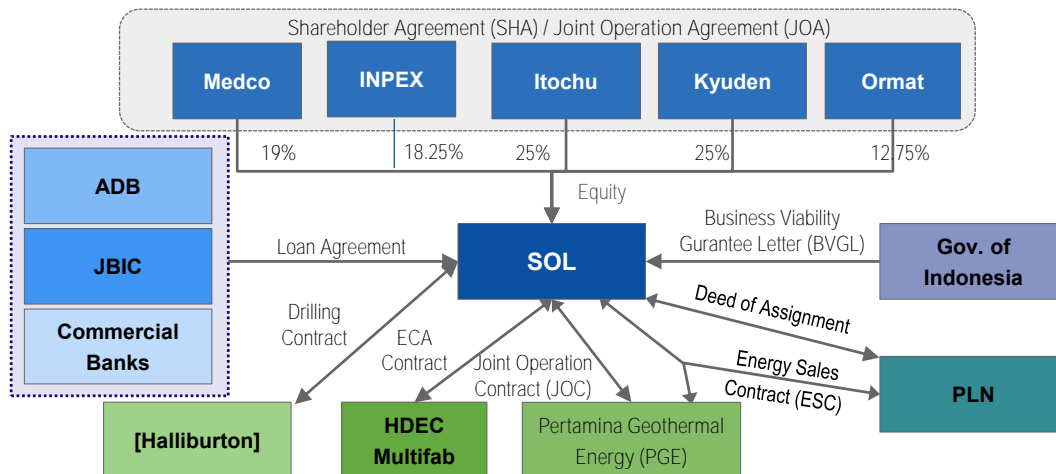 Shareholder Agreement (SHA) / Joint Operation Agreement (JOA)
Medco
INPEX
Itochu
Kyuden
Ormat
19%
18.25%
25%
25%
12.75%
Equity
ADB
JBIC
Commercial
Banks
Loan Agreement
SOL
Business Viability
Gurantee Letter (BVGL)
Gov. of
Indonesia
Drilling
Contract
ECA
Contract
Joint Operation
Contract (JOC)
Deed of Assignment
Energy Sales
Contract (ESC)
PLN
[Halliburton]
HDEC
Multifab
Pertamina Geothermal
Energy (PGE)